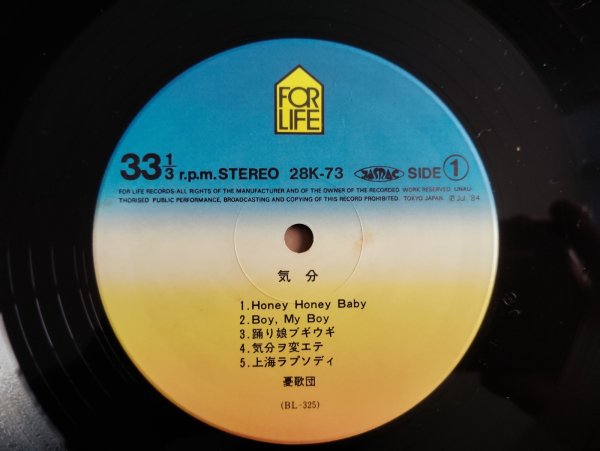 FOR
LIFE
33 1/3 r.p.m. STEREO 28K-73 JASRAC SIDE 1
FOR LIFE RECORDS-ALL RIGHTS OF THE MANUFACTURER AND OF THE OWNER OF THE RECORDED WORK RESERVED. UNAU-
THORISED PUBLIC PERFORMANCE, BROADCASTING AND COPYING OF THIS RECORD PROHIBITED. TOKYO JAPAN. ℗ Jul. '84
気分
1.Honey Honey Baby
2.Boy, My Boy
3.踊り娘ブギウギ
4.気分ヲ変エテ
5.上海ラプソディ
憂歌団
(BL-325)